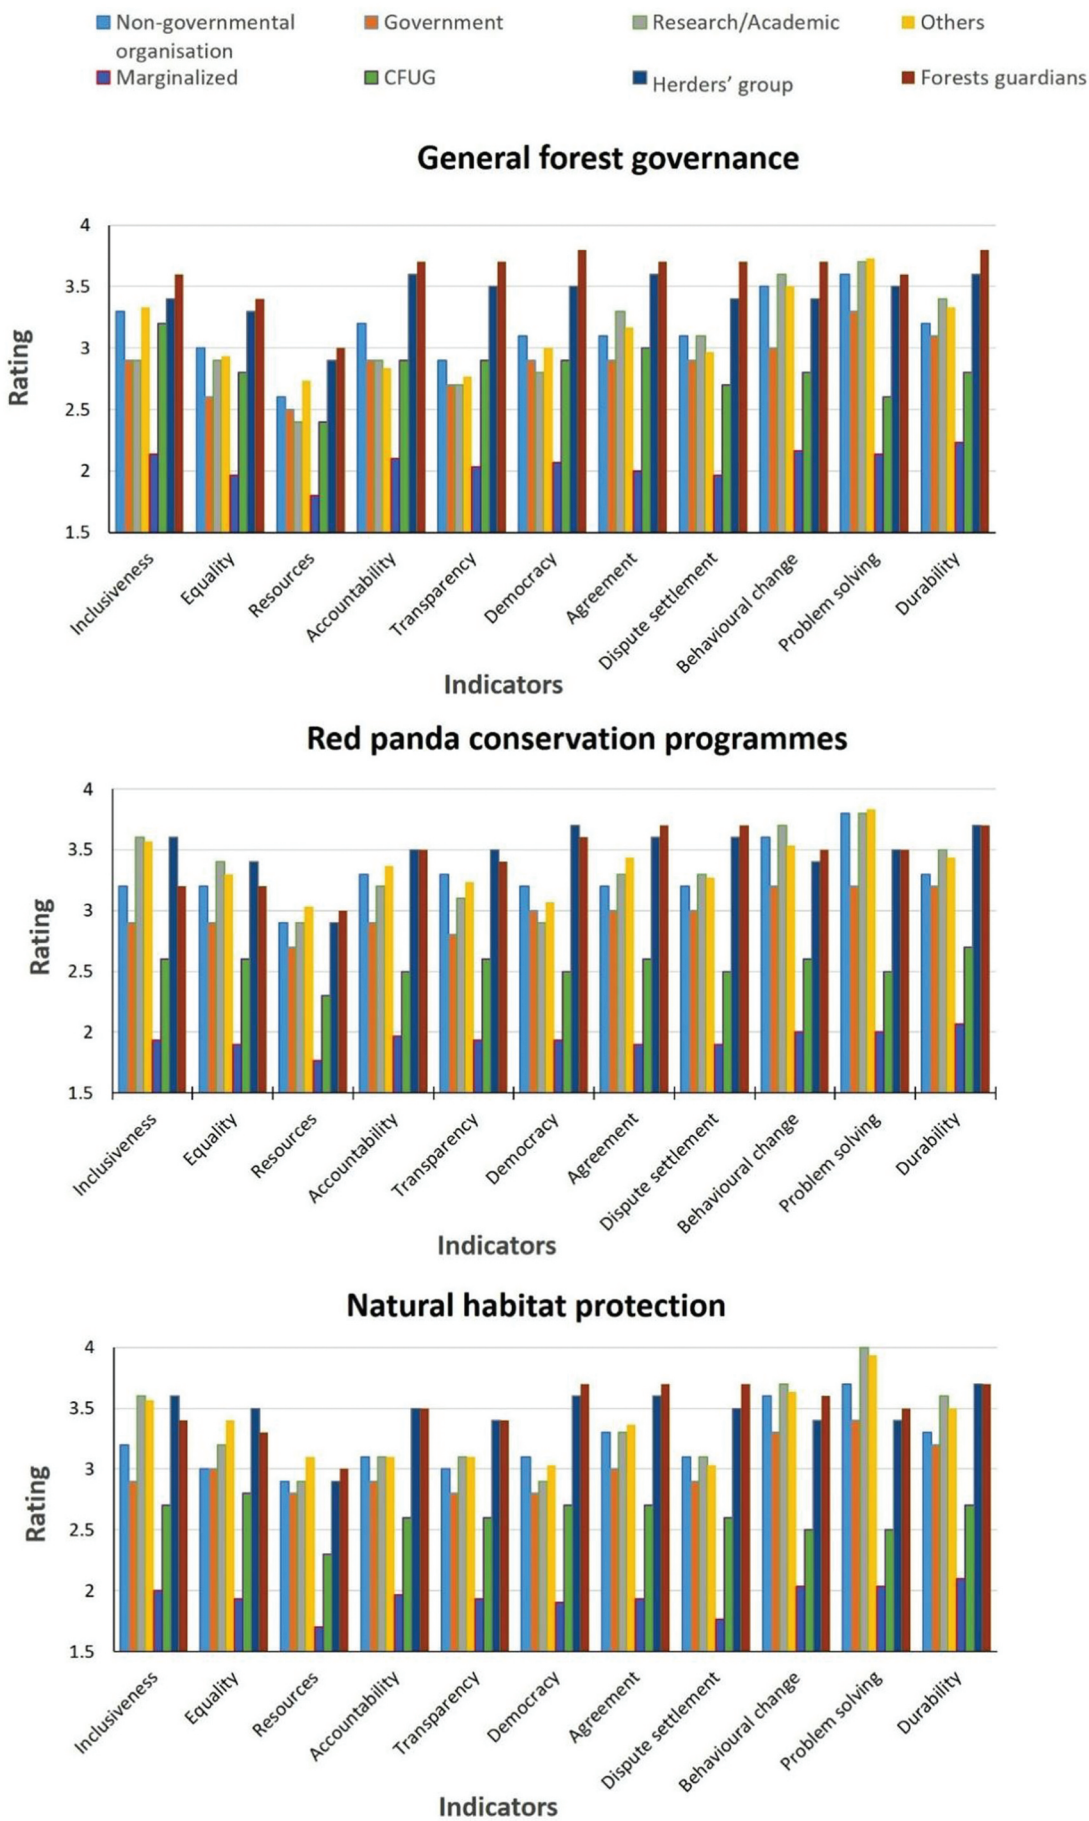 Non-governmental organisation
Government
Research/Academic
Others
Marginalized
CFUG
Herders’ group
Forests guardians
General forest governance
Rating
4
3.5
3
2.5
2
1.5
Inclusiveness
Equality
Resources
Accountability
Transparency
Democracy
Agreement
Dispute settlement
Behavioural change
Problem solving
Durability
Indicators
Red panda conservation programmes
Rating
4
3.5
3
2.5
2
1.5
Inclusiveness
Equality
Resources
Accountability
Transparency
Democracy
Agreement
Dispute settlement
Behavioural change
Problem solving
Durability
Indicators
Natural habitat protection
Rating
4
3.5
3
2.5
2
1.5
Inclusiveness
Equality
Resources
Accountability
Transparency
Democracy
Agreement
Dispute settlement
Behavioural change
Problem solving
Durability
Indicators